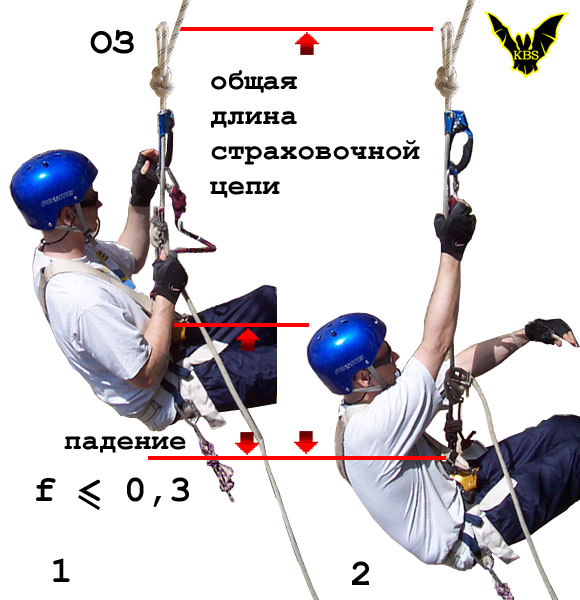 ОЗ
KBS
общая
длина
страховочной
цепи
падение
f ⩽ 0,3
1
2